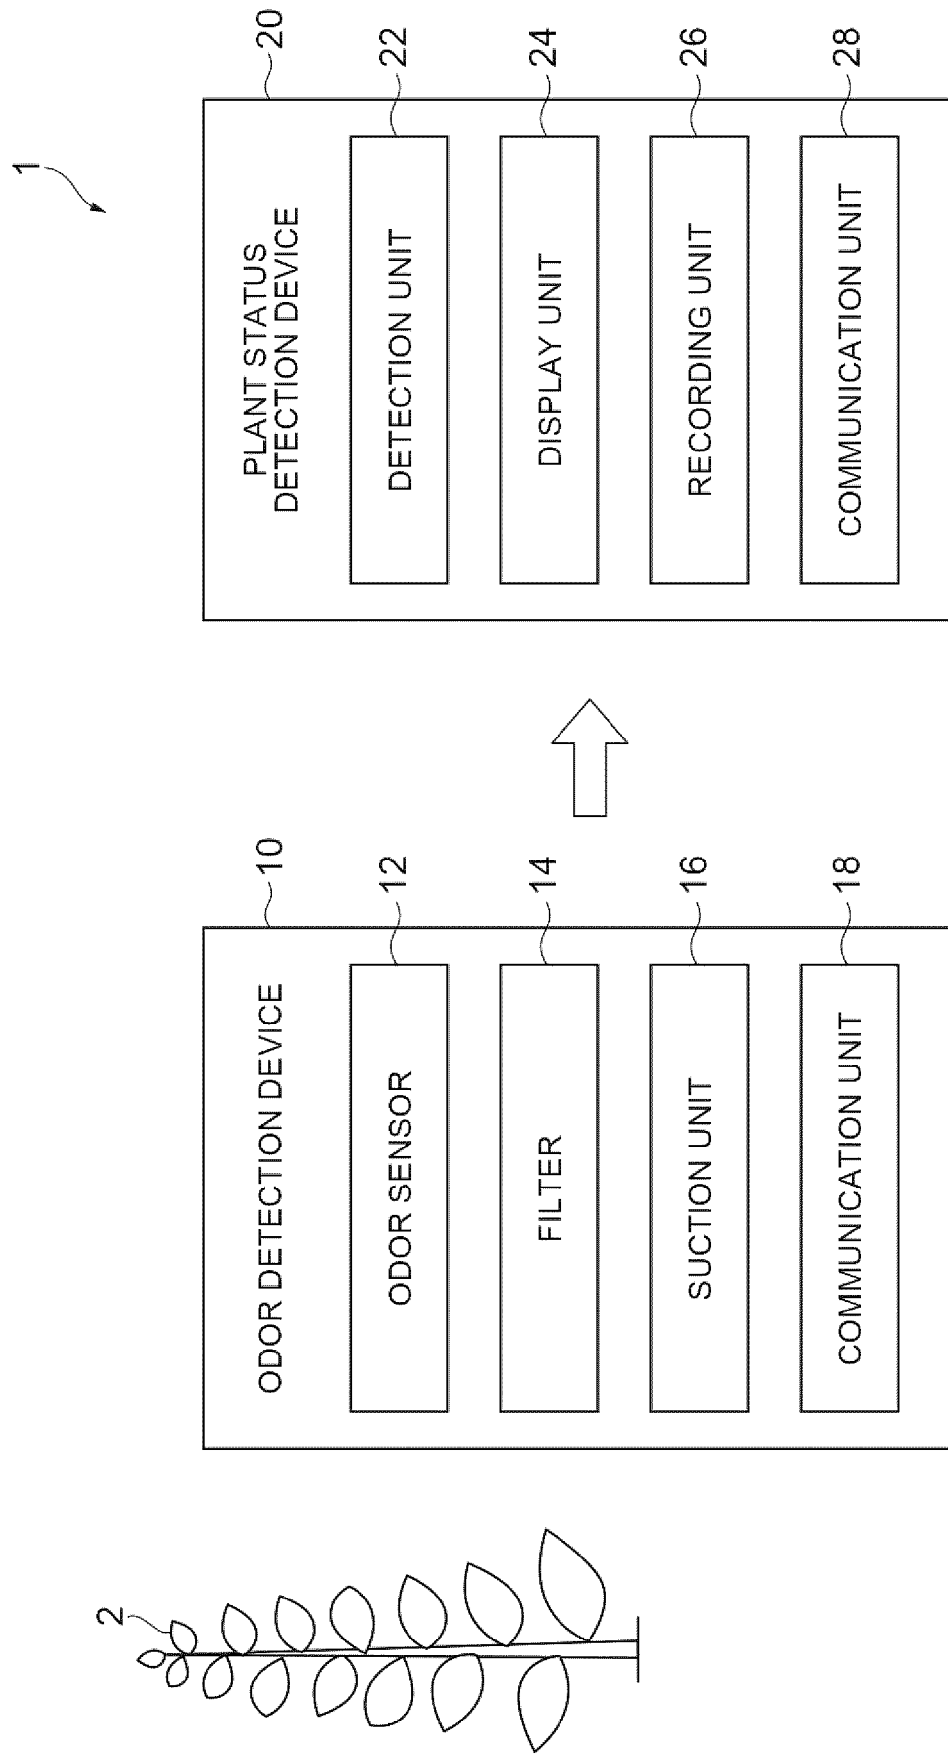 1
2
ODOR DETECTION DEVICE
10
ODOR SENSOR
12
FILTER
14
SUCTION UNIT
16
COMMUNICATION UNIT
18
PLANT STATUS
DETECTION DEVICE
20
DETECTION UNIT
22
DISPLAY UNIT
24
RECORDING UNIT
26
COMMUNICATION UNIT
28